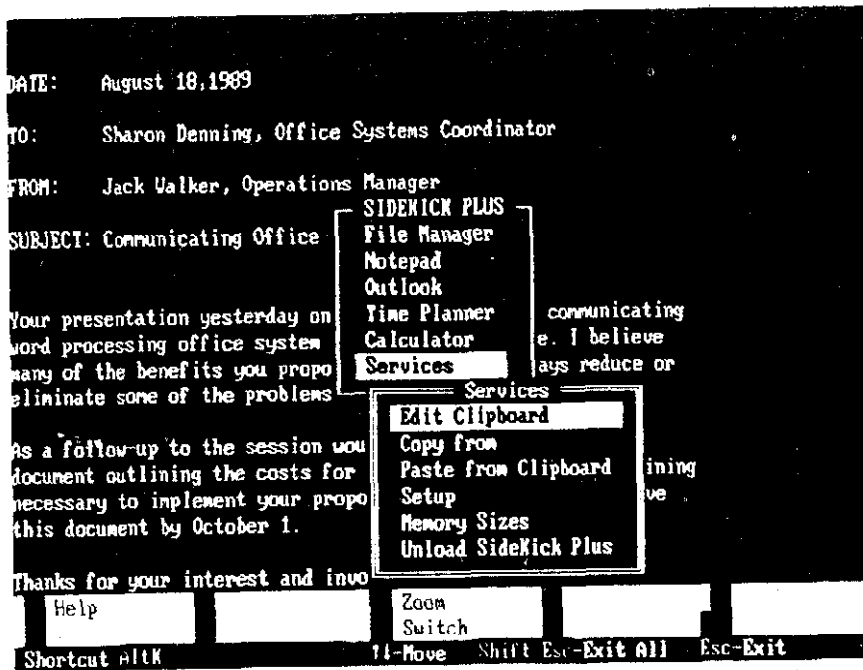 DATE: August 18,1989
TO: Sharon Denning, Office Systems Coordinator
FROM: Jack Walker, Operations Manager
SUBJECT: Communicating Office
SIDEKICK PLUS
File Manager
Notepad
Outlook
Time Planner
Calculator
Services
Your presentation yesterday on communicating
word processing office system e. I believe
many of the benefits you propo ays reduce or
eliminate some of the problems
Services
Edit Clipboard
Copy from
Paste from Clipboard
Setup
Memory Sizes
Unload SideKick Plus
As a follow-up to the session wou
document outlining the costs for ining
necessary to implement your propo ve
this document by October 1.
Thanks for your interest and invo
Help Zoom
Switch
Shortcut AltK ↑↓-Move Shift Esc-Exit All Esc-Exit